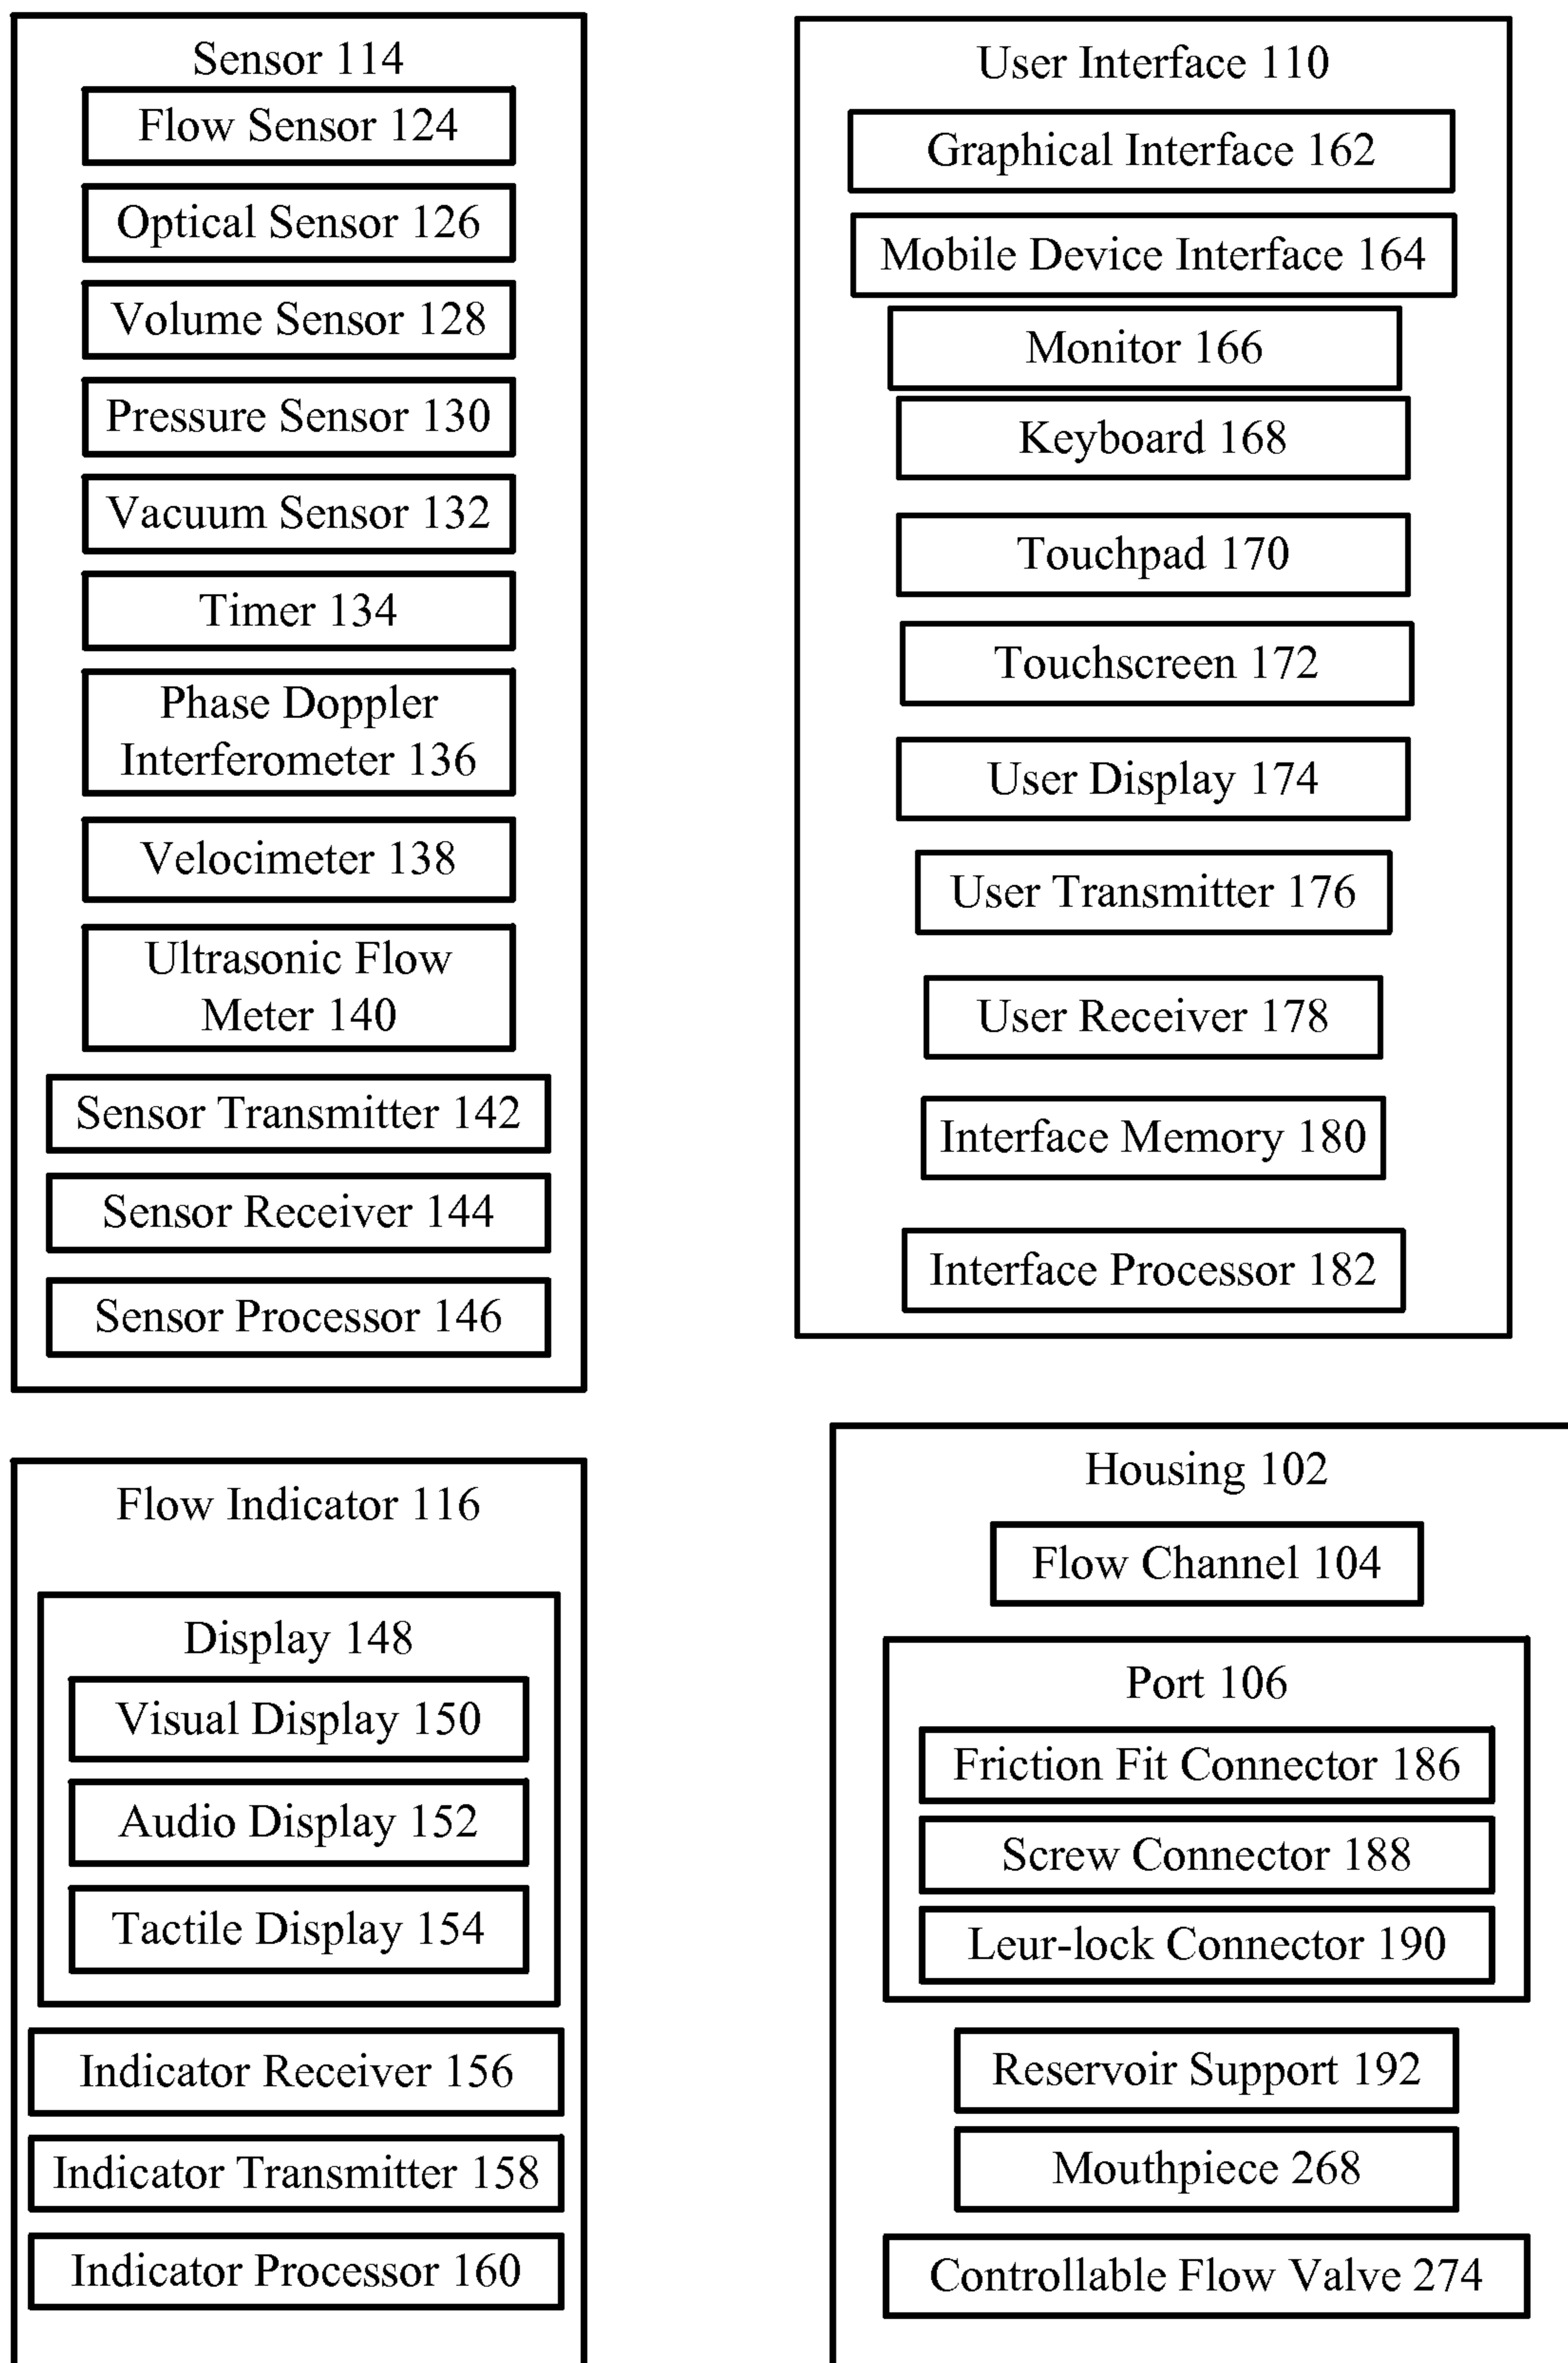 Sensor 114
Flow Sensor 124
Optical Sensor 126
Volume Sensor 128
Pressure Sensor 130
Vacuum Sensor 132
Timer 134
Phase Doppler
Interferometer 136
Velocimeter 138
Ultrasonic Flow
Meter 140
Sensor Transmitter 142
Sensor Receiver 144
Sensor Processor 146
User Interface 110
Graphical Interface 162
Mobile Device Interface 164
Monitor 166
Keyboard 168
Touchpad 170
Touchscreen 172
User Display 174
User Transmitter 176
User Receiver 178
Interface Memory 180
Interface Processor 182
Flow Indicator 116
Display 148
Visual Display 150
Audio Display 152
Tactile Display 154
Indicator Receiver 156
Indicator Transmitter 158
Indicator Processor 160
Housing 102
Flow Channel 104
Port 106
Friction Fit Connector 186
Screw Connector 188
Leur-lock Connector 190
Reservoir Support 192
Mouthpiece 268
Controllable Flow Valve 274